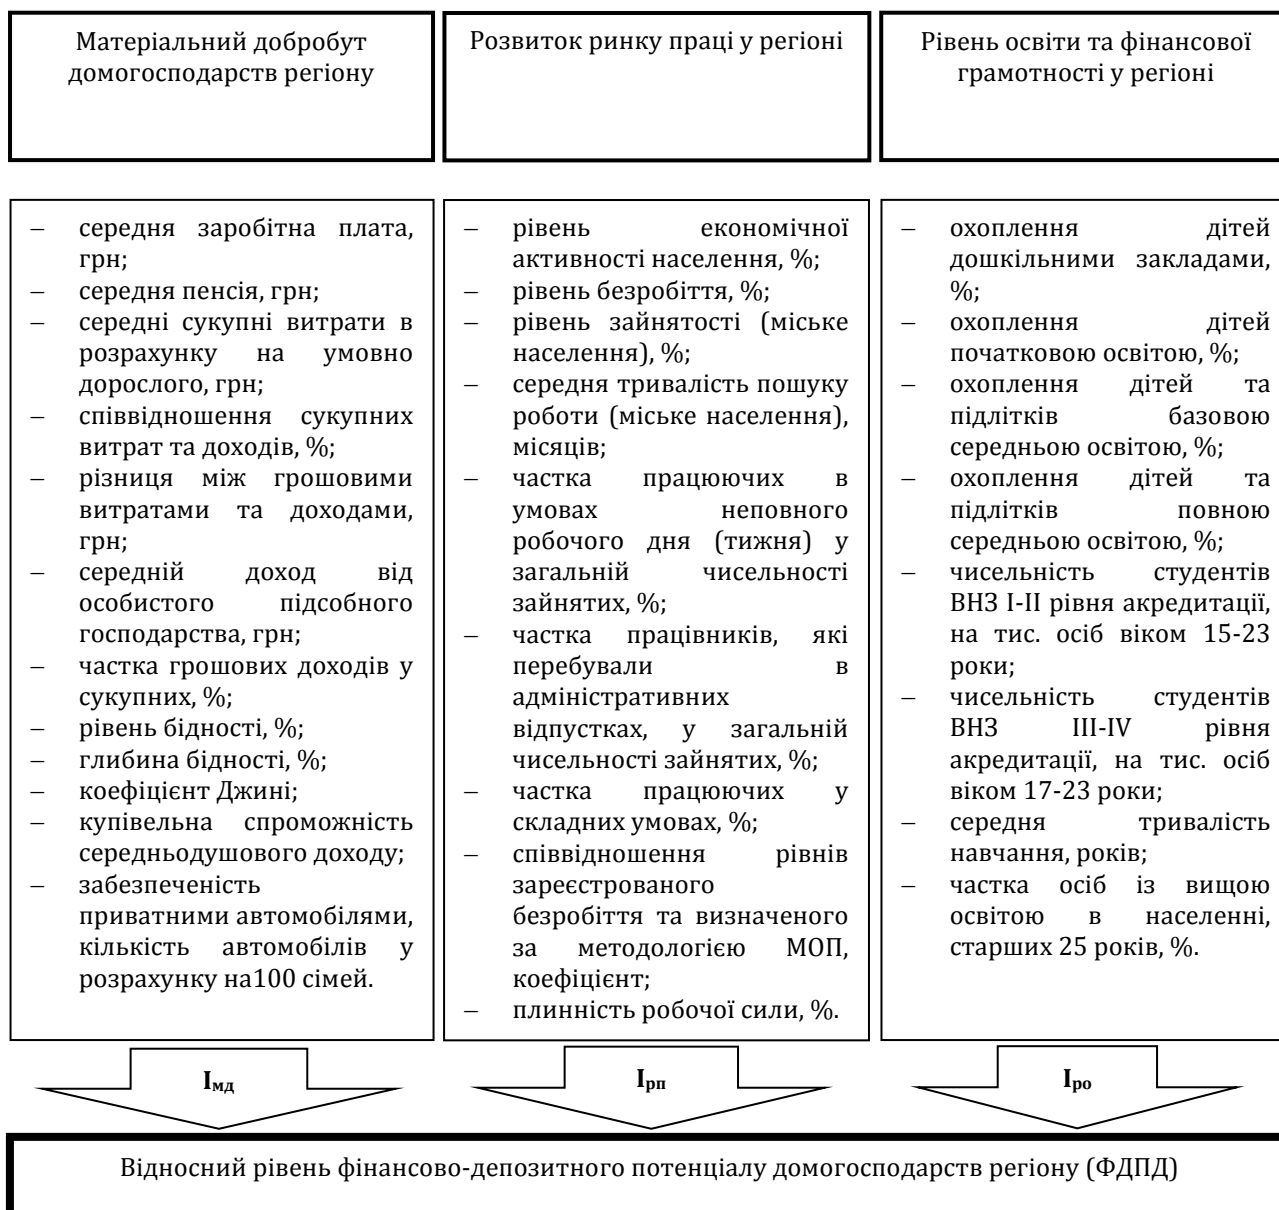 Матеріальний добробут
домогосподарств регіону
Розвиток ринку праці у регіоні
Рівень освіти та фінансової
грамотності у регіоні
– середня заробітна плата,
грн;
– середня пенсія, грн;
– середні сукупні витрати в
розрахунку на умовно
дорослого, грн;
– співвідношення сукупних
витрат та доходів, %;
– різниця між грошовими
витратами та доходами,
грн;
– середній доход від
особистого підсобного
господарства, грн;
– частка грошових доходів у
сукупних, %;
– рівень бідності, %;
– глибина бідності, %;
– коефіцієнт Джині;
– купівельна спроможність
середньодушового доходу;
– забезпеченість
приватними автомобілями,
кількість автомобілів у
розрахунку на100 сімей.
– рівень економічної
активності населення, %;
– рівень безробіття, %;
– рівень зайнятості (міське
населення), %;
– середня тривалість пошуку
роботи (міське населення),
місяців;
– частка працюючих в
умовах неповного
робочого дня (тижня) у
загальній чисельності
зайнятих, %;
– частка працівників, які
перебували в
адміністративних
відпустках, у загальній
чисельності зайнятих, %;
– частка працюючих у
складних умовах, %;
– співвідношення рівнів
зареєстрованого
безробіття та визначеного
за методологією МОП,
коефіцієнт;
– плинність робочої сили, %.
– охоплення дітей
дошкільними закладами,
%;
– охоплення дітей
початковою освітою, %;
– охоплення дітей та
підлітків базовою
середньою освітою, %;
– охоплення дітей та
підлітків повною
середньою освітою, %;
– чисельність студентів
ВНЗ І-ІІ рівня акредитації,
на тис. осіб віком 15-23
роки;
– чисельність студентів
ВНЗ ІІІ-ІV рівня
акредитації, на тис. осіб
віком 17-23 роки;
– середня тривалість
навчання, років;
– частка осіб із вищою
освітою в населенні,
старших 25 років, %.
Імд
Ірп
Іро
Відносний рівень фінансово-депозитного потенціалу домогосподарств регіону (ФДПД)